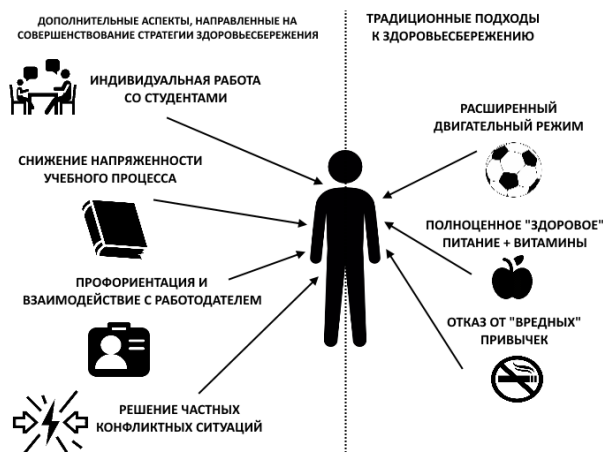 ДОПОЛНИТЕЛЬНЫЕ АСПЕКТЫ, НАПРАВЛЕННЫЕ НА
СОВЕРШЕНСТВОВАНИЕ СТРАТЕГИИ ЗДОРОВЬЕСБЕРЕЖЕНИЯ
ИНДИВИДУАЛЬНАЯ РАБОТА
СО СТУДЕНТАМИ
СНИЖЕНИЕ НАПРЯЖЕННОСТИ
УЧЕБНОГО ПРОЦЕССА
ПРОФОРИЕНТАЦИЯ И
ВЗАИМОДЕЙСТВИЕ С РАБОТОДАТЕЛЕМ
РЕШЕНИЕ ЧАСТНЫХ
КОНФЛИКТНЫХ СИТУАЦИЙ
ТРАДИЦИОННЫЕ ПОДХОДЫ
К ЗДОРОВЬЕСБЕРЕЖЕНИЮ
РАСШИРЕННЫЙ
ДВИГАТЕЛЬНЫЙ РЕЖИМ
ПОЛНОЦЕННОЕ "ЗДОРОВОЕ"
ПИТАНИЕ + ВИТАМИНЫ
ОТКАЗ ОТ "ВРЕДНЫХ"
ПРИВЫЧЕК